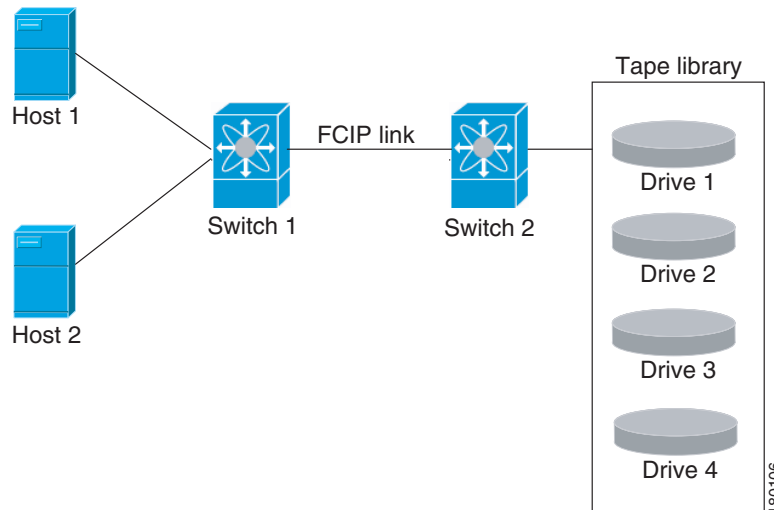 Tape library
Host 1
FCIP link
Drive 1
Switch 1
Switch 2
Drive 2
Host 2
Drive 3
Drive 4
180106